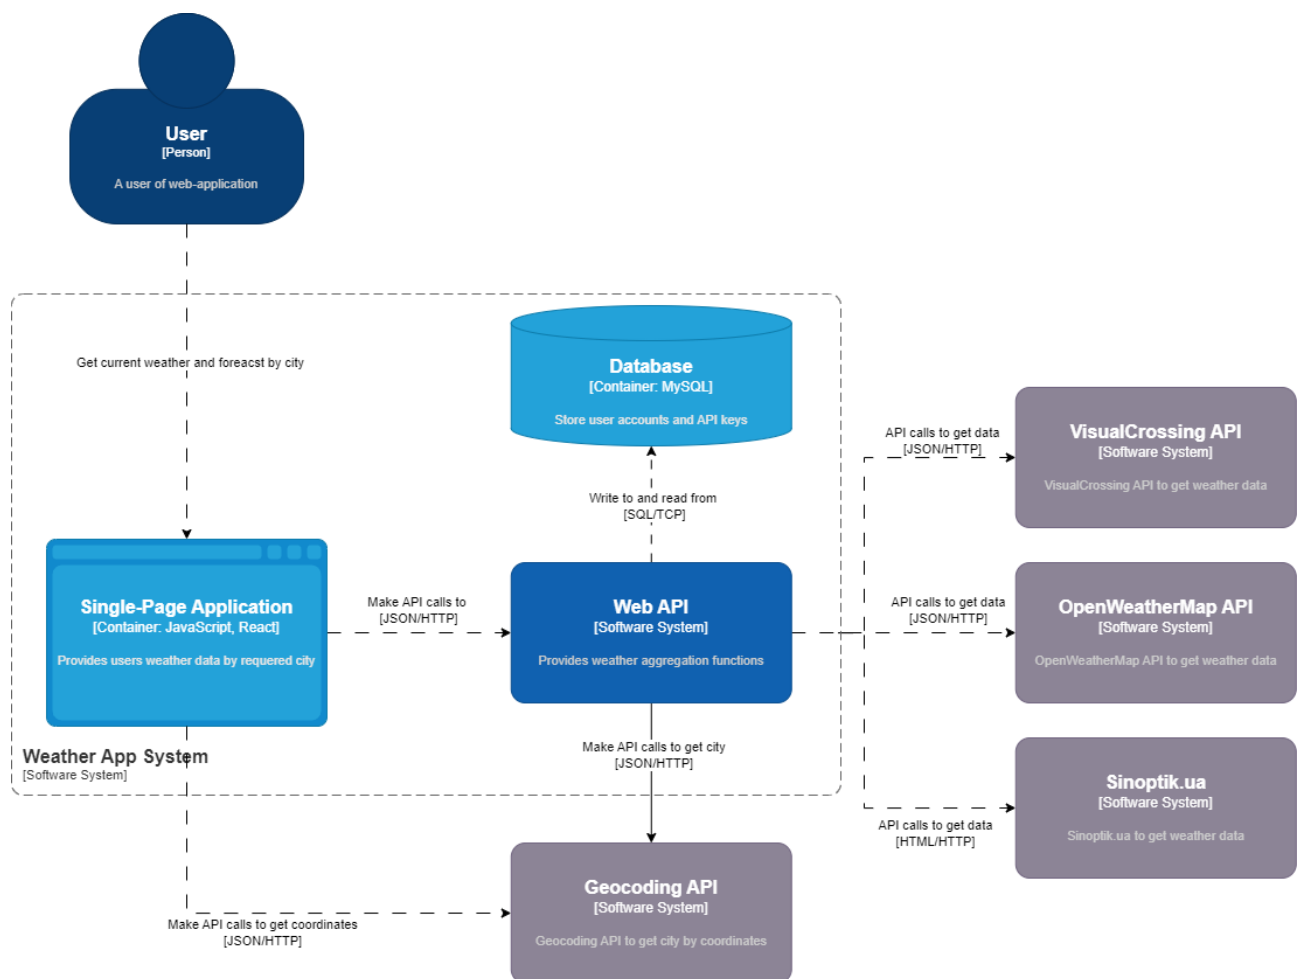 User
[Person]
A user of web-application
Get current weather and foreacst by city
Database
[Container: MySQL]
Store user accounts and API keys
Write to and read from
[SQL/TCP]
Single-Page Application
[Container: JavaScript, React]
Provides users weather data by requered city
Make API calls to
[JSON/HTTP]
Web API
[Software System]
Provides weather aggregation functions
API calls to get data
[JSON/HTTP]
VisualCrossing API
[Software System]
VisualCrossing API to get weather data
API calls to get data
[JSON/HTTP]
OpenWeatherMap API
[Software System]
OpenWeatherMap API to get weather data
API calls to get data
[HTML/HTTP]
Sinoptik.ua
[Software System]
Sinoptik.ua to get weather data
Weather App System
[Software System]
Make API calls to get city
[JSON/HTTP]
Make API calls to get coordinates
[JSON/HTTP]
Geocoding API
[Software System]
Geocoding API to get city by coordinates